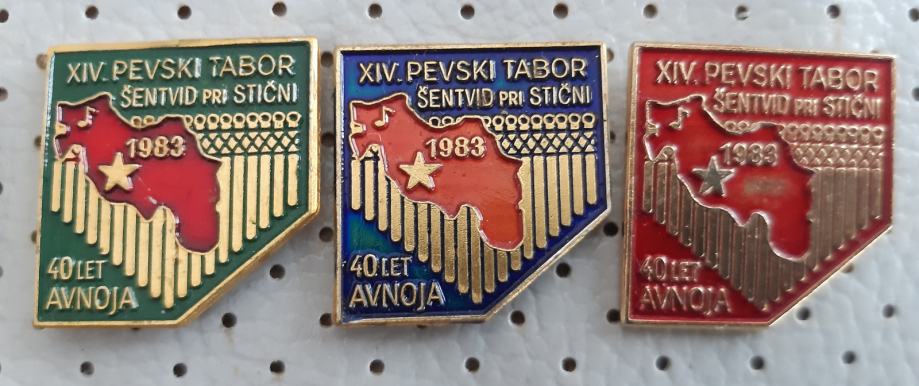 XIV. PEVSKI TABOR
ŠENTVID PRI STIČNI
1983
40 LET
AVNOJA
XIV. PEVSKI TABOR
ŠENTVID PRI STIČNI
1983
40 LET
AVNOJA
XIV. PEVSKI TABOR
ŠENTVID PRI STIČNI
1983
40 LET
AVNOJA